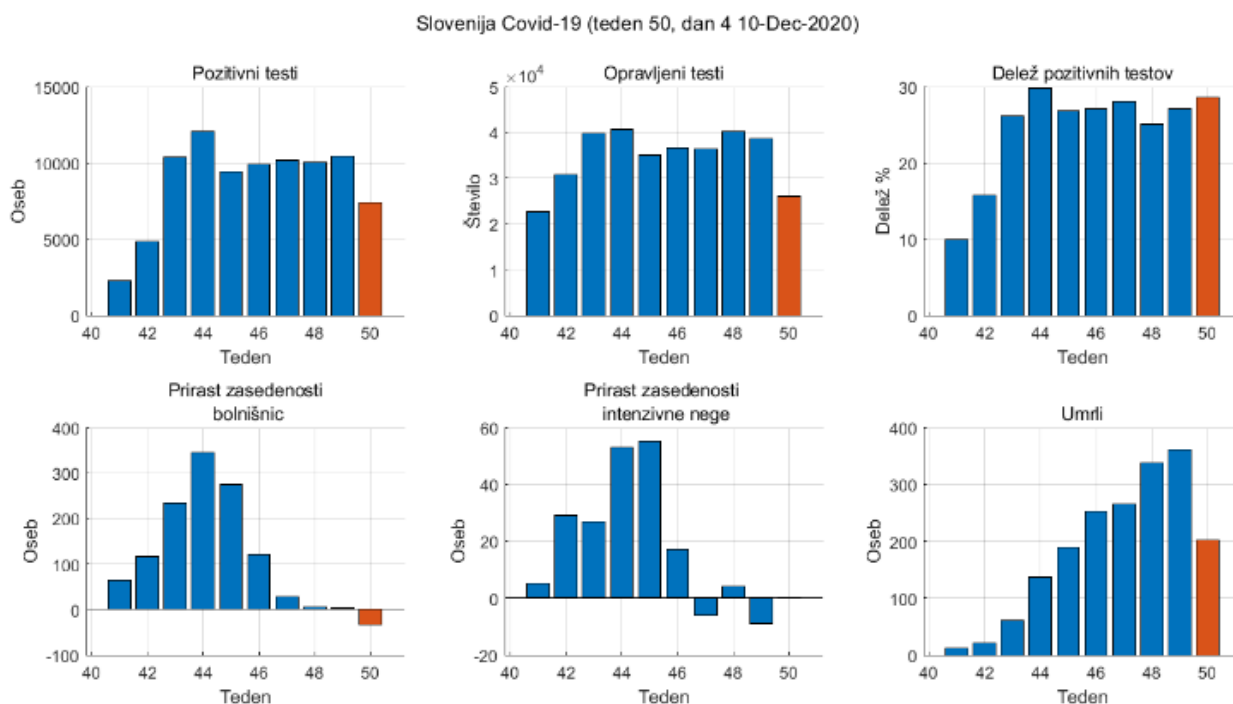 Slovenija Covid-19 (teden 50, dan 4 10-Dec-2020)
Pozitivni testi
15000
10000
5000
0
Oseb
40 42 44 46 48 50
Teden
Opravljeni testi
× 10⁴
5
4
3
2
1
0
Število
40 42 44 46 48 50
Teden
Delež pozitivnih testov
30
20
10
0
Delež %
40 42 44 46 48 50
Teden
Prirast zasedenosti
bolnišnic
400
300
200
100
0
-100
Oseb
40 42 44 46 48 50
Teden
Prirast zasedenosti
intenzivne nege
60
40
20
0
-20
Oseb
40 42 44 46 48 50
Teden
Umrli
400
300
200
100
0
Oseb
40 42 44 46 48 50
Teden